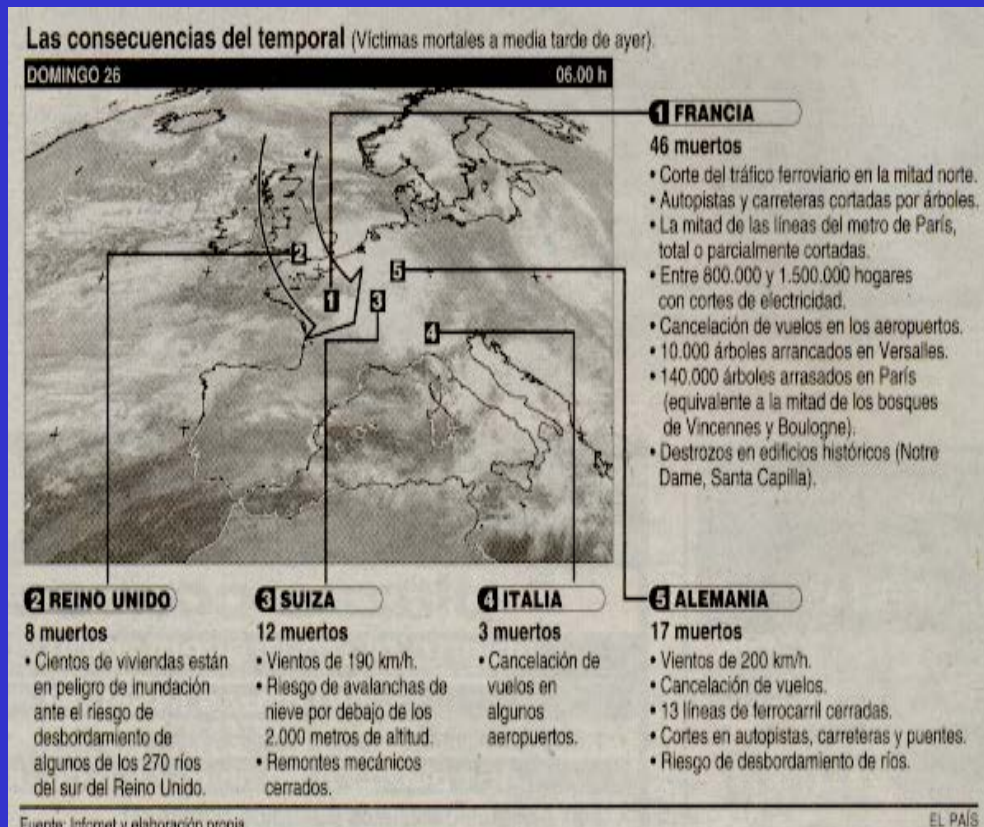 Las consecuencias del temporal (Víctimas mortales a media tarde de ayer).
DOMINGO 26 06.00 h
1 FRANCIA
46 muertos
• Corte del tráfico ferroviario en la mitad norte.
• Autopistas y carreteras cortadas por árboles.
• La mitad de las líneas del metro de París,
total o parcialmente cortadas.
• Entre 800.000 y 1.500.000 hogares
con cortes de electricidad.
• Cancelación de vuelos en los aeropuertos.
• 10.000 árboles arrancados en Versalles.
• 140.000 árboles arrasados en París
(equivalente a la mitad de los bosques
de Vincennes y Boulogne).
• Destrozos en edificios históricos (Notre
Dame, Santa Capilla).
2
5
1
3
4
2 REINO UNIDO
8 muertos
• Cientos de viviendas están
en peligro de inundación
ante el riesgo de
desbordamiento de
algunos de los 270 ríos
del sur del Reino Unido.
3 SUIZA
12 muertos
• Vientos de 190 km/h.
• Riesgo de avalanchas de
nieve por debajo de los
2.000 metros de altitud.
• Remontes mecánicos
cerrados.
4 ITALIA
3 muertos
• Cancelación de
vuelos en
algunos
aeropuertos.
5 ALEMANIA
17 muertos
• Vientos de 200 km/h.
• Cancelación de vuelos.
• 13 líneas de ferrocarril cerradas.
• Cortes en autopistas, carreteras y puentes.
• Riesgo de desbordamiento de ríos.
Fuente: Infomet y elaboración propia.
EL PAÍS